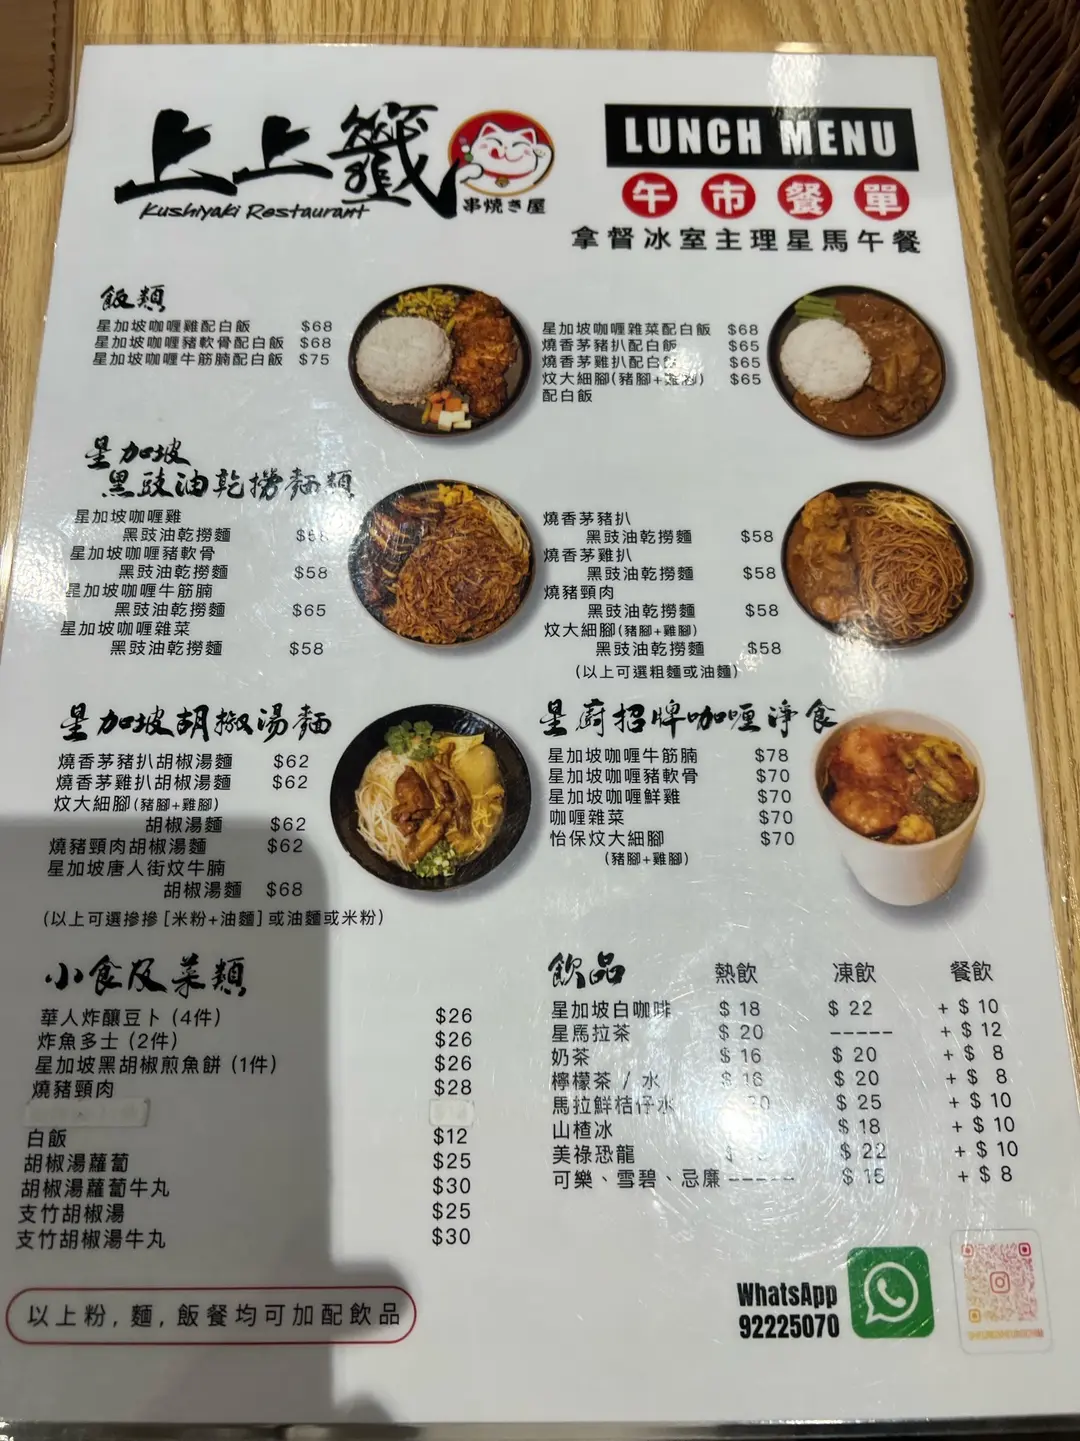 上上籤
Kushiyaki Restaurant
串焼き屋
LUNCH MENU
午市餐單
拿督冰室主理星馬午餐
飯類
星加坡咖喱雞配白飯 $68
星加坡咖喱豬軟骨配白飯 $68
星加坡咖喱牛筋腩配白飯 $75
星加坡咖喱雜菜配白飯 $68
燒香茅豬扒配白飯 $65
燒香茅雞扒配白飯 $65
炆大細腳(豬腳+雞腳) $65
配白飯
星加坡
黑豉油乾撈麵類
星加坡咖喱雞
黑豉油乾撈麵
星加坡咖喱豬軟骨
黑豉油乾撈麵 $58
星加坡咖喱牛筋腩
黑豉油乾撈麵 $65
星加坡咖喱雜菜
黑豉油乾撈麵 $58
燒香茅豬扒
黑豉油乾撈麵 $58
燒香茅雞扒
黑豉油乾撈麵 $58
燒豬頸肉
黑豉油乾撈麵 $58
炆大細腳(豬腳+雞腳)
黑豉油乾撈麵 $58
(以上可選粗麵或油麵)
星加坡胡椒湯麵
燒香茅豬扒胡椒湯麵 $62
燒香茅雞扒胡椒湯麵 $62
炆大細腳(豬腳+雞腳)
胡椒湯麵 $62
燒豬頸肉胡椒湯麵 $62
星加坡唐人街炆牛腩
胡椒湯麵 $68
(以上可選摻摻[米粉+油麵]或油麵或米粉)
星廚招牌咖喱淨食
星加坡咖喱牛筋腩 $78
星加坡咖喱豬軟骨 $70
星加坡咖喱鮮雞 $70
咖喱雜菜 $70
怡保炆大細腳 $70
(豬腳+雞腳)
小食及菜類
華人炸釀豆卜 (4件) $26
炸魚多士 (2件) $26
星加坡黑胡椒煎魚餅 (1件) $26
燒豬頸肉 $28
白飯 $12
胡椒湯蘿蔔 $25
胡椒湯蘿蔔牛丸 $30
支竹胡椒湯 $25
支竹胡椒湯牛丸 $30
飲品 熱飲 凍飲 餐飲
星加坡白咖啡 $ 18 $ 22 + $ 10
星馬拉茶 $ 20 ----- + $ 12
奶茶 $ 16 $ 20 + $ 8
檸檬茶 / 水 $ 16 $ 20 + $ 8
馬拉鮮桔仔水 $ 25 + $ 10
山楂冰 $ 18 + $ 10
美祿恐龍 $ 22 + $ 10
可樂、雪碧、忌廉 ------ $ 15 + $ 8
以上粉, 麵, 飯餐均可加配飲品
WhatsApp
92225070